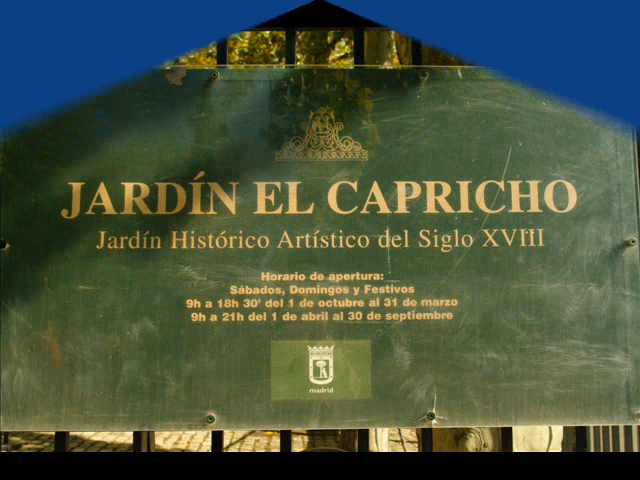 JARDÍN EL CAPRICHO
Jardín Histórico Artístico del Siglo XVIII
Horario de apertura:
Sábados, Domingos y Festivos
9h a 18h 30' del 1 de octubre al 31 de marzo
9h a 21h del 1 de abril al 30 de septiembre
madrid